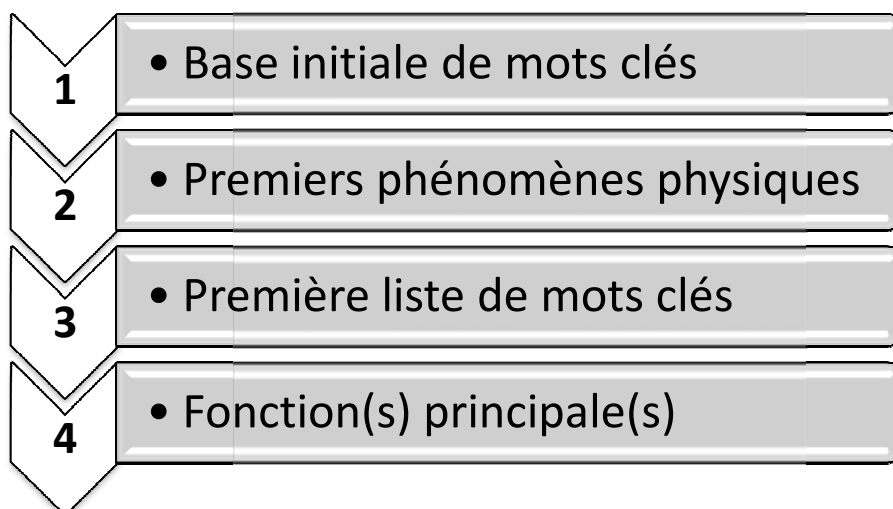 1
• Base initiale de mots clés
2
• Premiers phénomènes physiques
3
• Première liste de mots clés
4
• Fonction(s) principale(s)